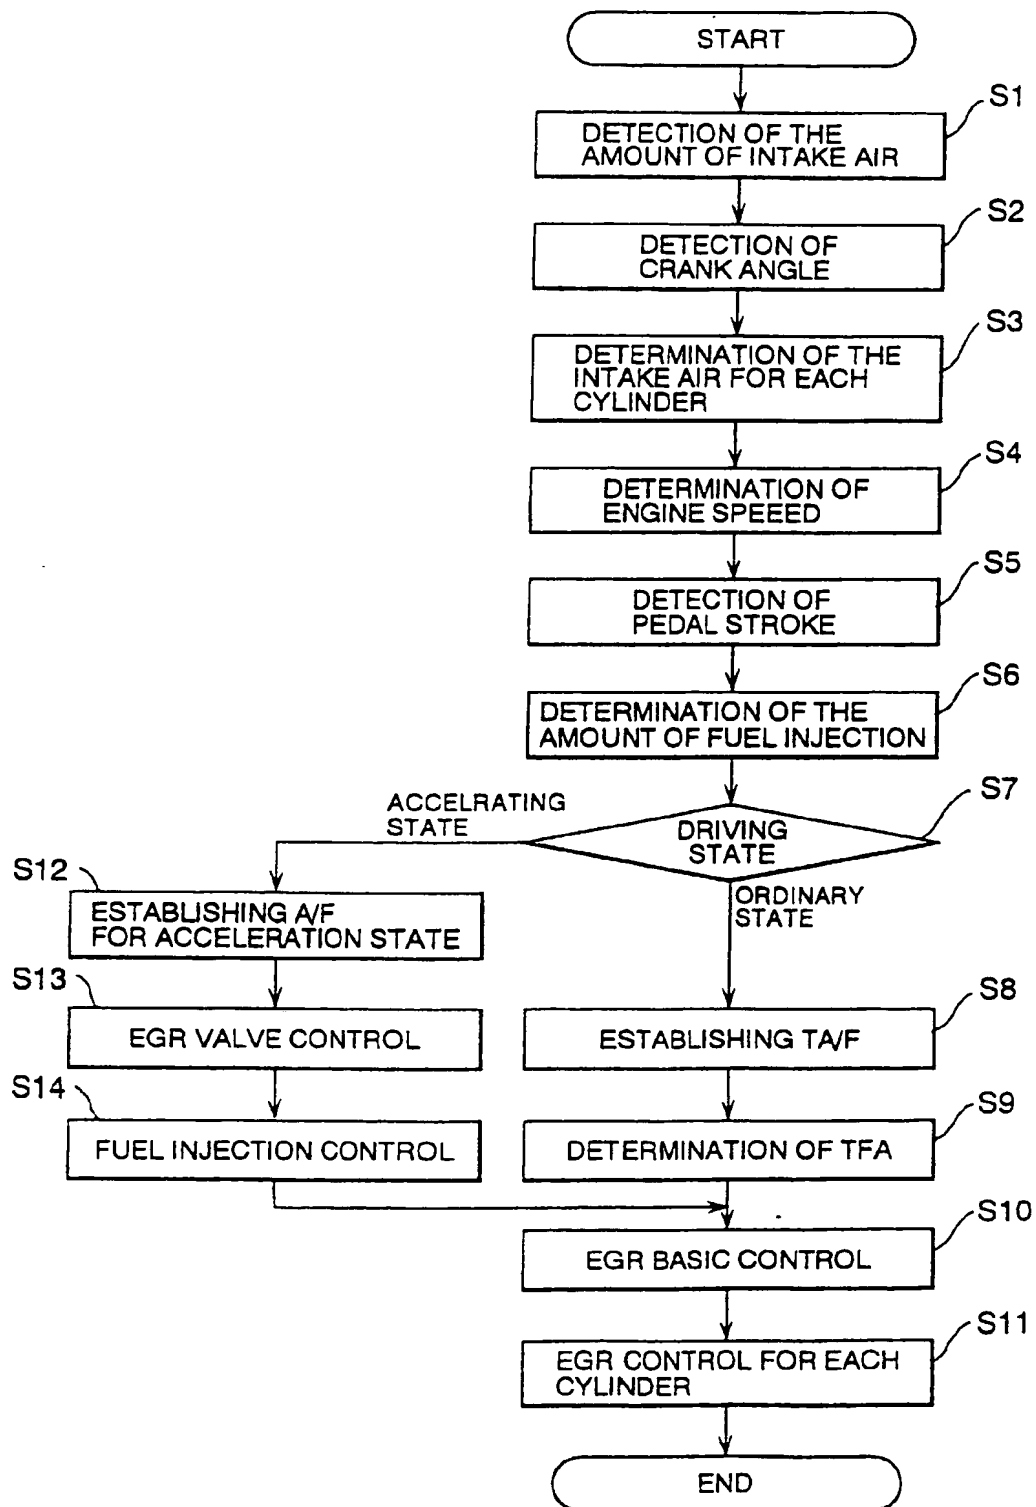 START
S1
DETECTION OF THE
AMOUNT OF INTAKE AIR
S2
DETECTION OF
CRANK ANGLE
S3
DETERMINATION OF THE
INTAKE AIR FOR EACH
CYLINDER
S4
DETERMINATION OF
ENGINE SPEEED
S5
DETECTION OF
PEDAL STROKE
S6
DETERMINATION OF THE
AMOUNT OF FUEL INJECTION
S7
DRIVING
STATE
ACCELRATING
STATE
ORDINARY
STATE
S12
ESTABLISHING A/F
FOR ACCELERATION STATE
S13
EGR VALVE CONTROL
S14
FUEL INJECTION CONTROL
S8
ESTABLISHING TA/F
S9
DETERMINATION OF TFA
S10
EGR BASIC CONTROL
S11
EGR CONTROL FOR EACH
CYLINDER
END